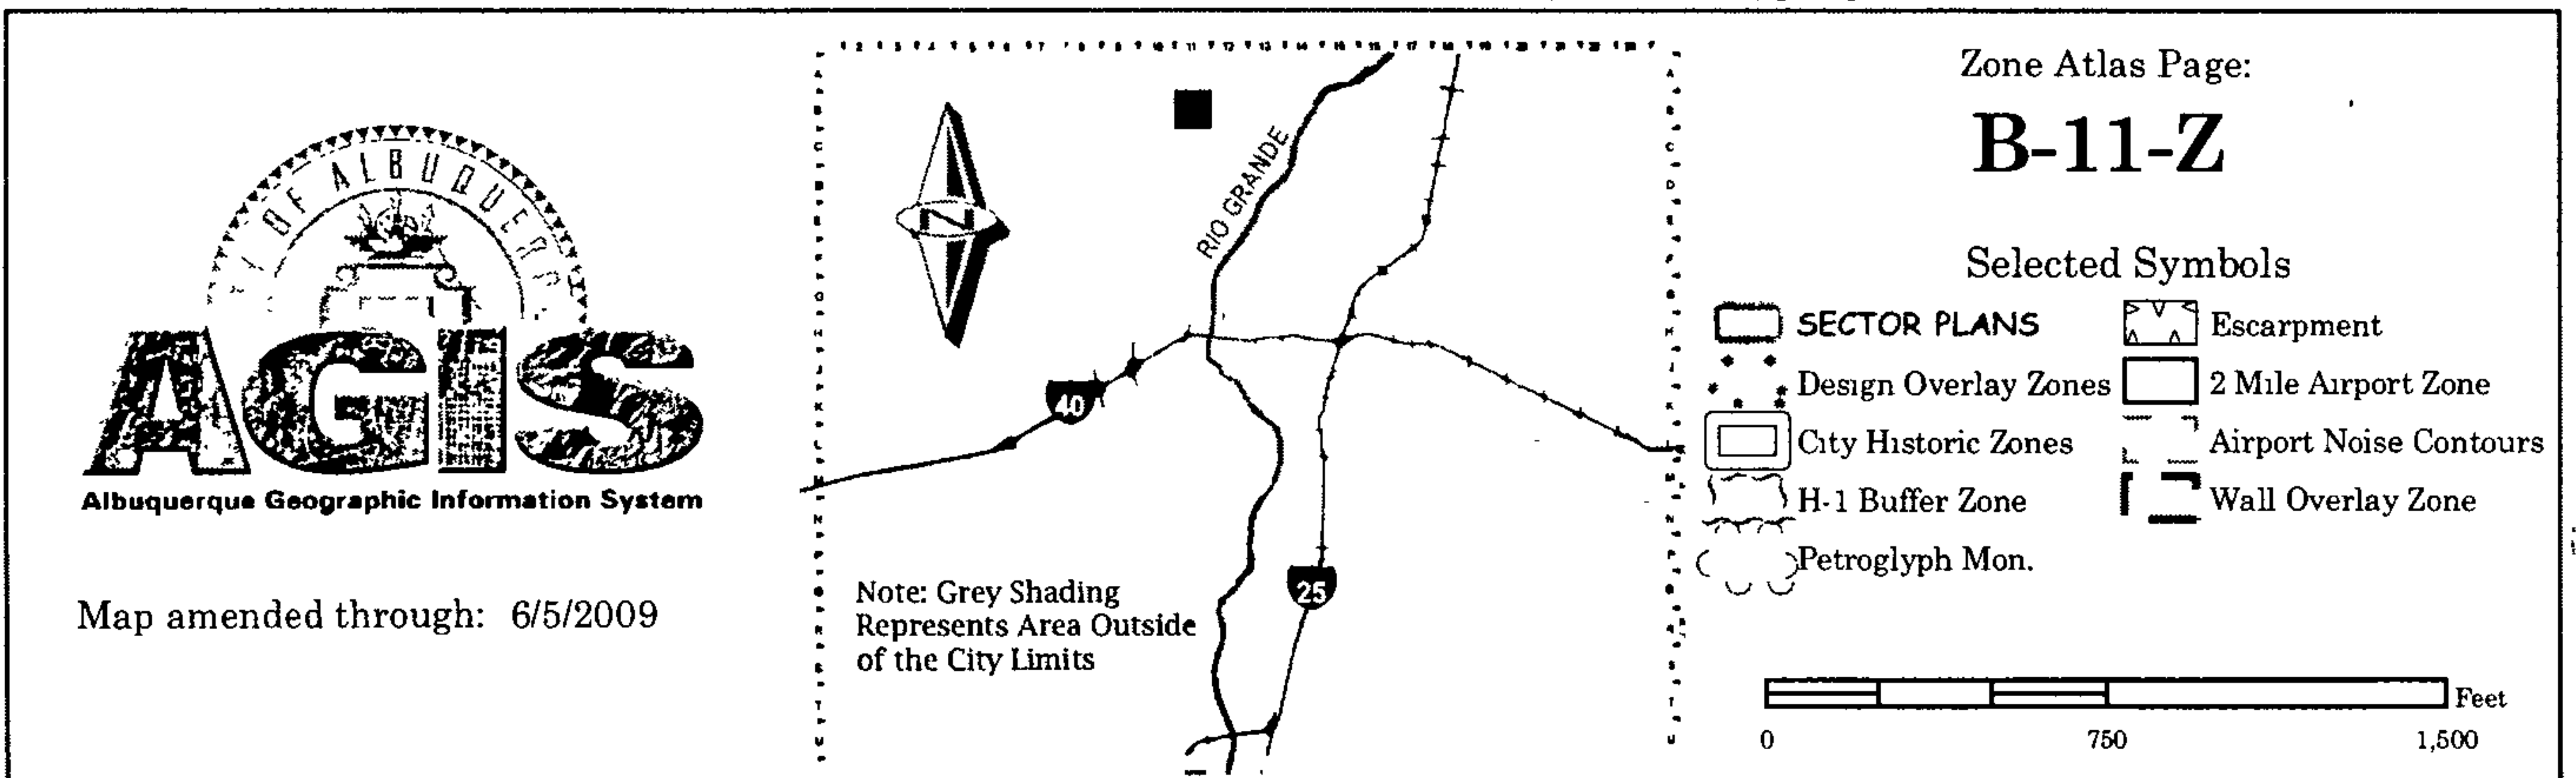 OF ALBUQUERQ
AGIS
Albuquerque Geographic Information System
Map amended through: 6/5/2009
RIO GRANDE
N
40
25
Note: Grey Shading
Represents Area Outside
of the City Limits
Zone Atlas Page:
B-11-Z
Selected Symbols
SECTOR PLANS
Escarpment
Design Overlay Zones
2 Mile Airport Zone
City Historic Zones
Airport Noise Contours
H-1 Buffer Zone
Wall Overlay Zone
Petroglyph Mon.
Feet
0 750 1,500